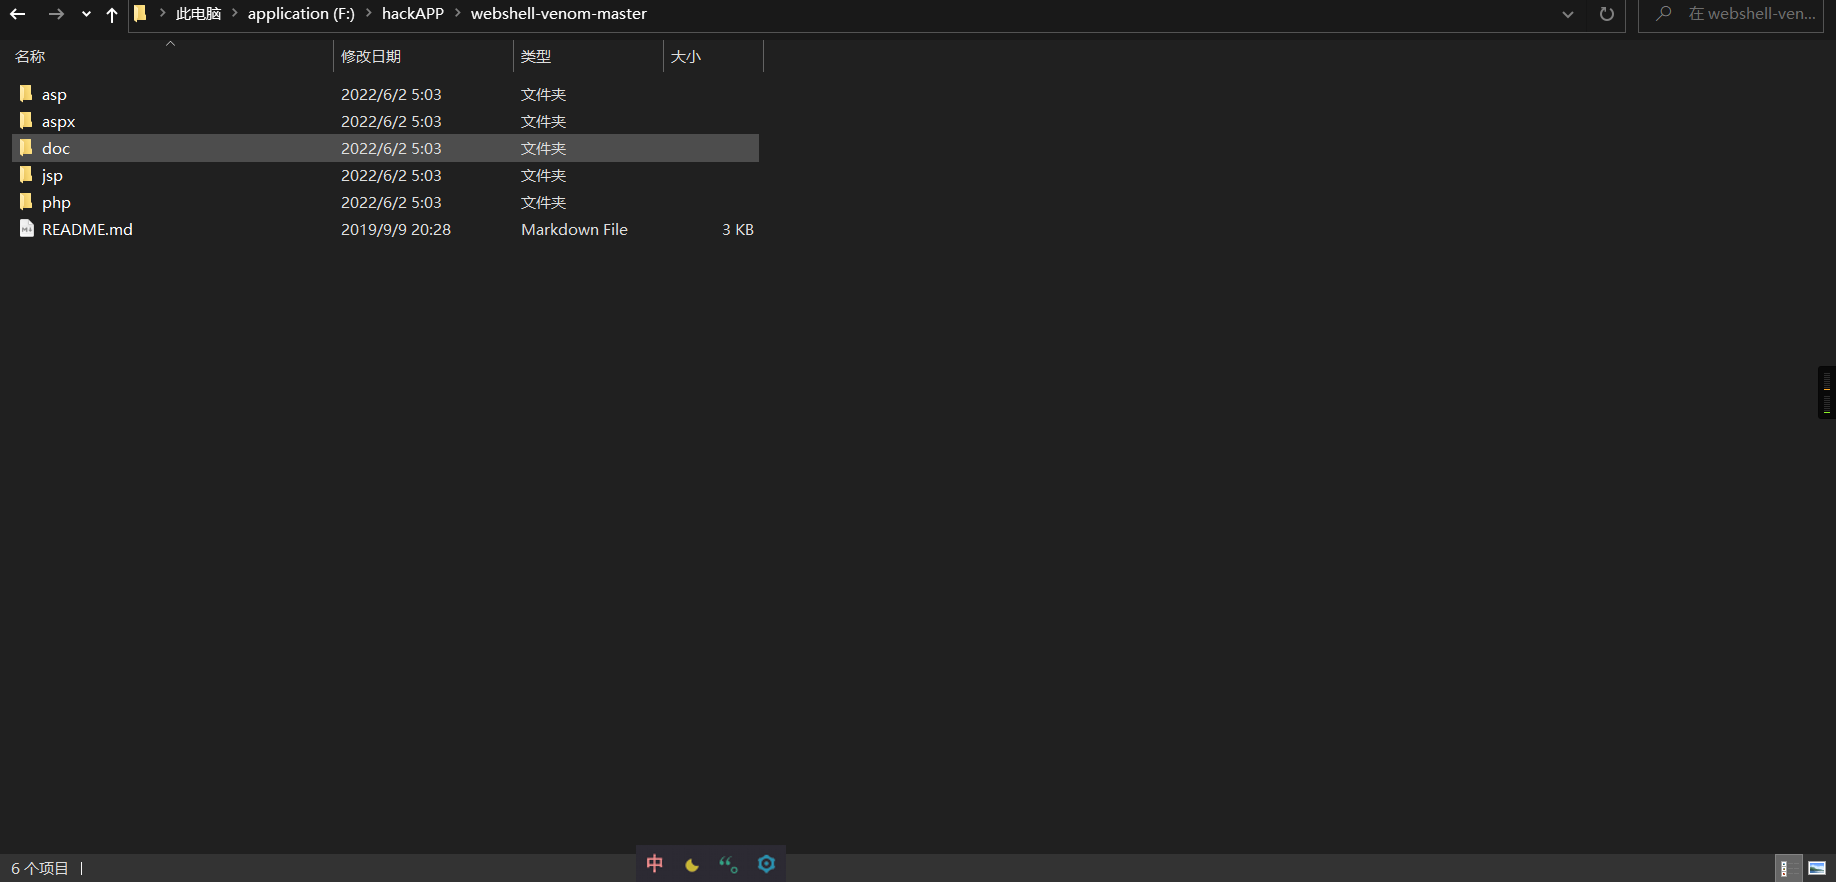 此电脑 application (F:) hackAPP webshell-venom-master 在 webshell-ven...
名称 修改日期 类型 大小
asp 2022/6/2 5:03 文件夹
aspx 2022/6/2 5:03 文件夹
doc 2022/6/2 5:03 文件夹
jsp 2022/6/2 5:03 文件夹
php 2022/6/2 5:03 文件夹
README.md 2019/9/9 20:28 Markdown File 3 KB
6 个项目
中